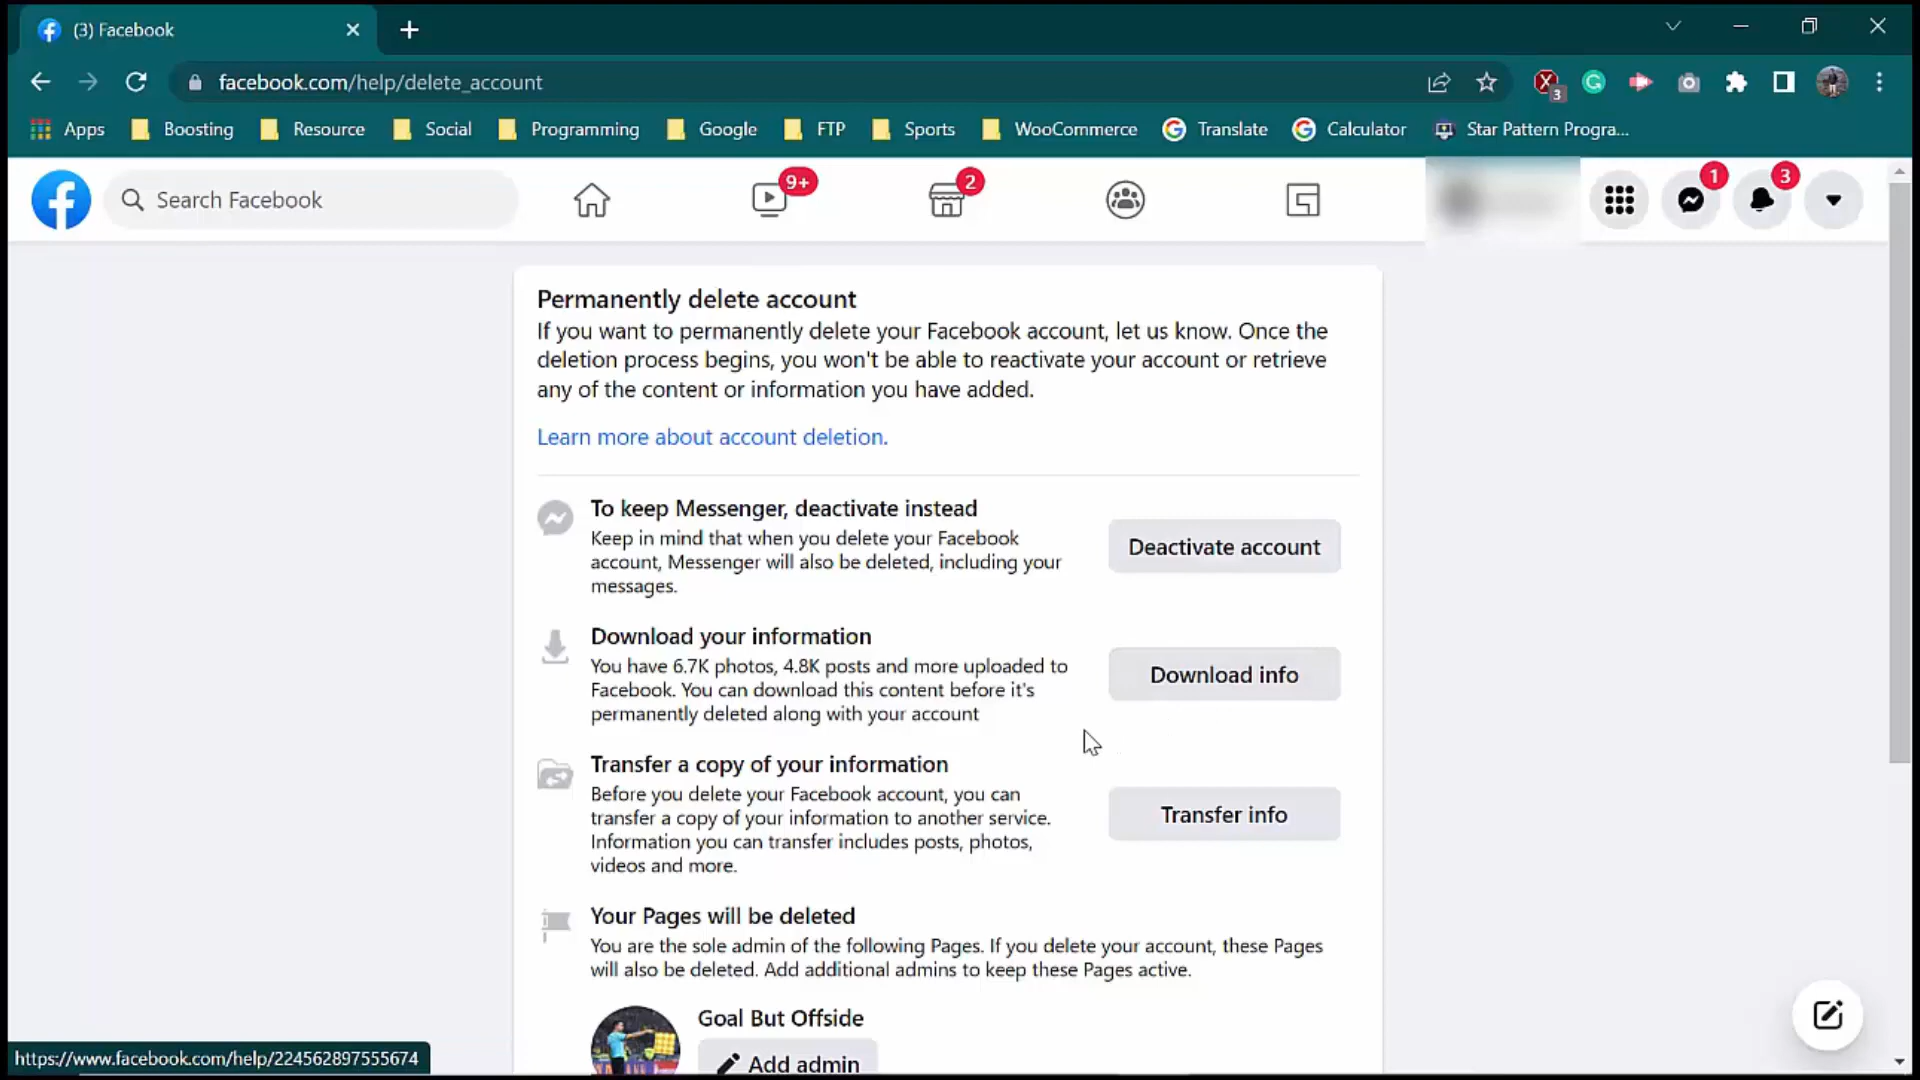 (3) Facebook
facebook.com/help/delete_account
3
Apps
Boosting
Resource
Social
Programming
Google
FTP
Sports
WooCommerce
Translate
Calculator
Star Pattern Progra...
Search Facebook
9+
2
1
3
Permanently delete account
If you want to permanently delete your Facebook account, let us know. Once the
deletion process begins, you won't be able to reactivate your account or retrieve
any of the content or information you have added.
Learn more about account deletion.
To keep Messenger, deactivate instead
Keep in mind that when you delete your Facebook
account, Messenger will also be deleted, including your
messages.
Deactivate account
Download your information
You have 6.7K photos, 4.8K posts and more uploaded to
Facebook. You can download this content before it's
permanently deleted along with your account
Download info
Transfer a copy of your information
Before you delete your Facebook account, you can
transfer a copy of your information to another service.
Information you can transfer includes posts, photos,
videos and more.
Transfer info
Your Pages will be deleted
You are the sole admin of the following Pages. If you delete your account, these Pages
will also be deleted. Add additional admins to keep these Pages active.
Goal But Offside
Add admin
https://www.facebook.com/help/224562897555674